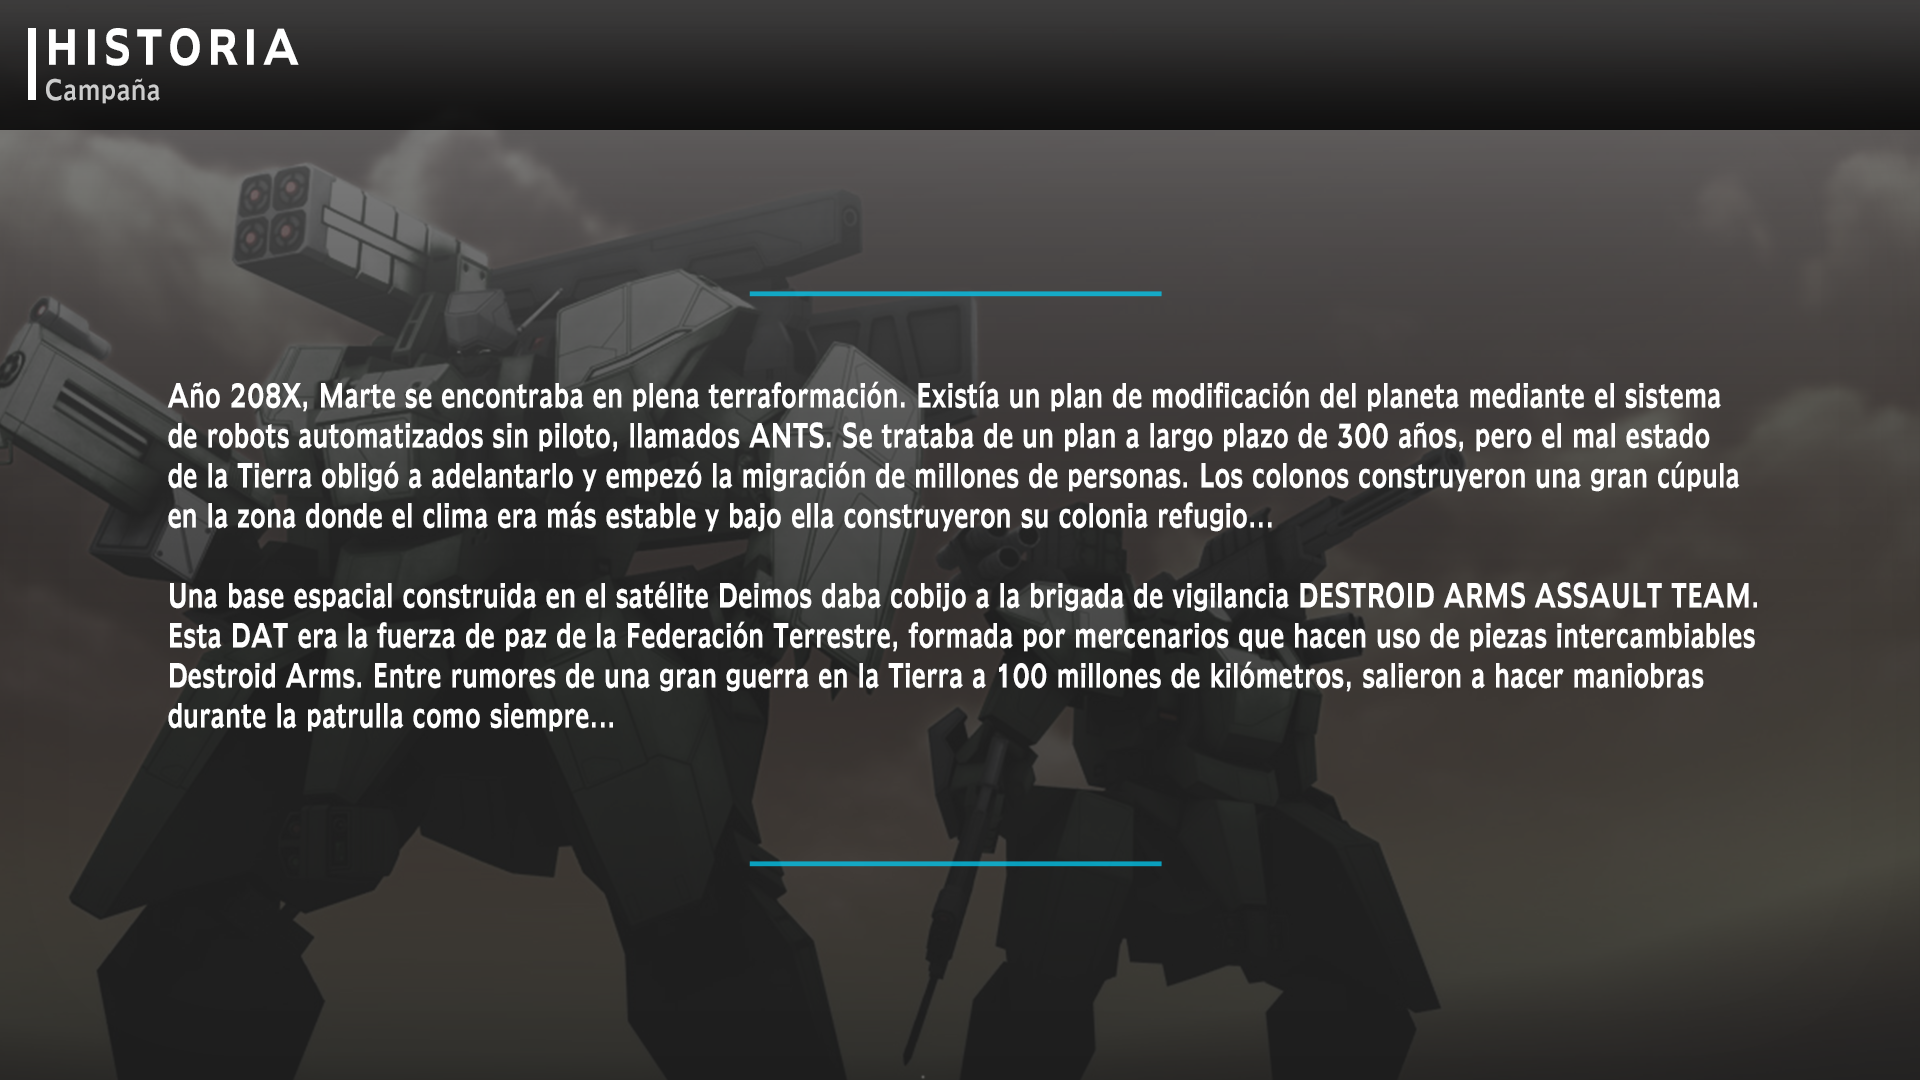 HISTORIA
Campaña
Año 208X, Marte se encontraba en plena terraformación. Existía un plan de modificación del planeta mediante el sistema
de robots automatizados sin piloto, llamados ANTS. Se trataba de un plan a largo plazo de 300 años, pero el mal estado
de la Tierra obligó a adelantarlo y empezó la migración de millones de personas. Los colonos construyeron una gran cúpula
en la zona donde el clima era más estable y bajo ella construyeron su colonia refugio...
Una base espacial construida en el satélite Deimos daba cobijo a la brigada de vigilancia DESTROID ARMS ASSAULT TEAM.
Esta DAT era la fuerza de paz de la Federación Terrestre, formada por mercenarios que hacen uso de piezas intercambiables
Destroid Arms. Entre rumores de una gran guerra en la Tierra a 100 millones de kilómetros, salieron a hacer maniobras
durante la patrulla como siempre...